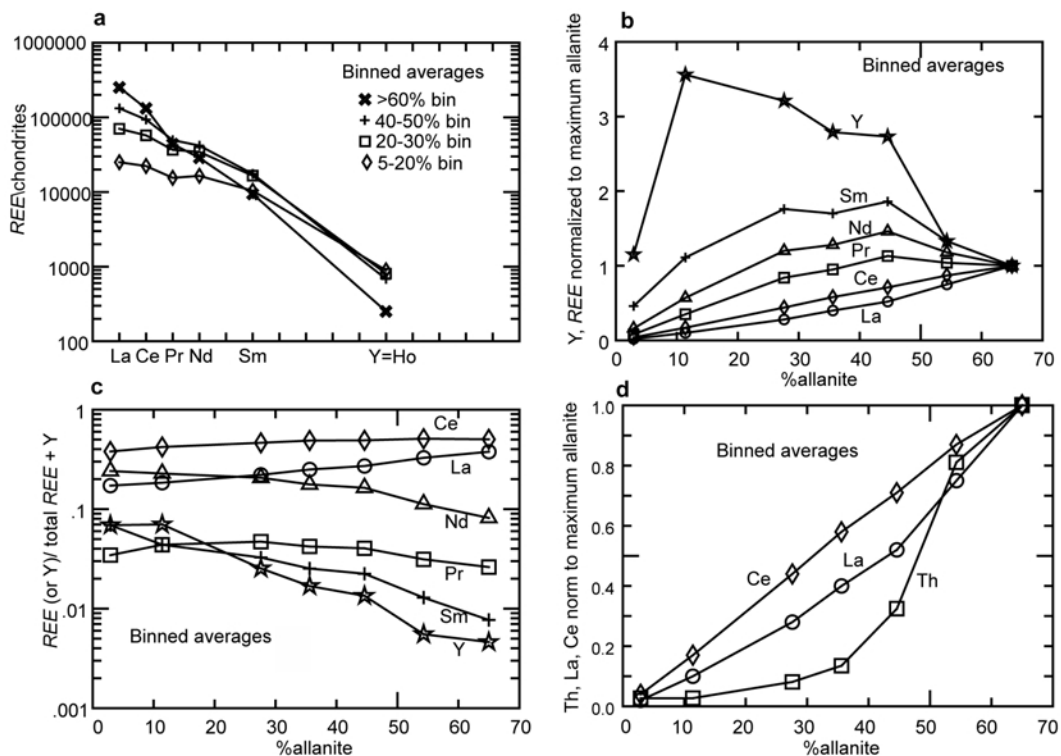 a
1000000
100000
10000
1000
100
REE\chondrites
Binned averages
>60% bin
40-50% bin
20-30% bin
5-20% bin
La Ce Pr Nd Sm Y=Ho
b
4
3
2
1
0
Y, REE normalized to maximum allanite
Binned averages
Y
Sm
Nd
Pr
Ce
La
0 10 20 30 40 50 60 70
%allanite
c
1
.1
.01
.001
REE (or Y)/ total REE + Y
Ce
La
Nd
Pr
Sm
Y
Binned averages
0 10 20 30 40 50 60 70
%allanite
d
1.0
0.8
0.6
0.4
0.2
0.0
Th, La, Ce norm to maximum allanite
Binned averages
Ce
La
Th
0 10 20 30 40 50 60 70
%allanite